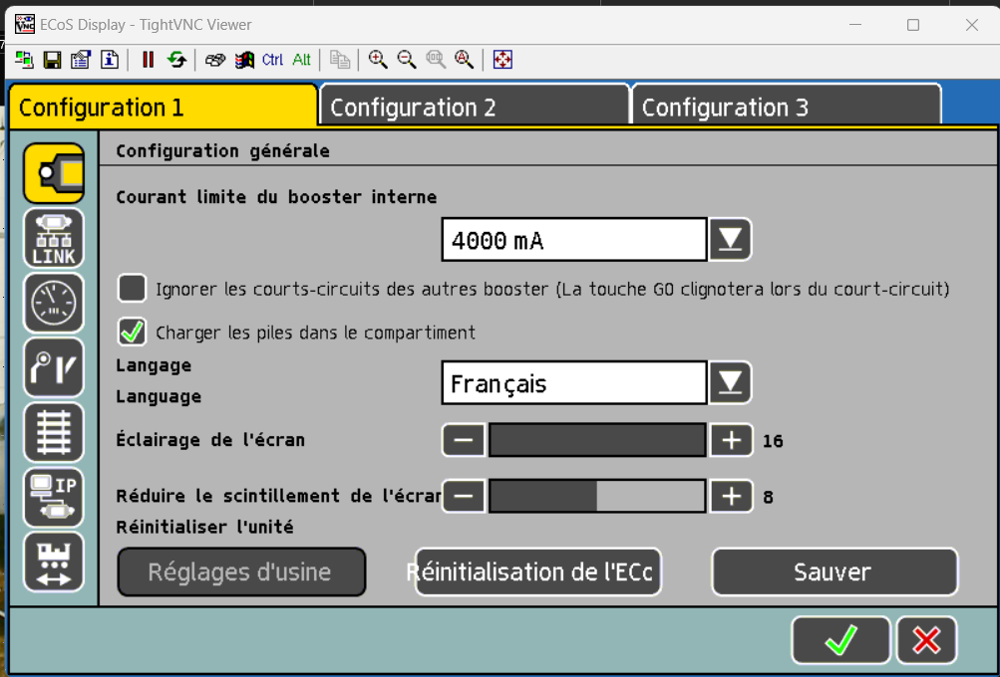 ECoS Display - TightVNC Viewer
Ctrl Alt
Configuration 1 Configuration 2 Configuration 3
Configuration générale
Courant limite du booster interne
4000 mA
LINK
Ignorer les courts-circuits des autres booster (La touche GO clignotera lors du court-circuit)
Charger les piles dans le compartiment
Langage
Language
Français
Éclairage de l'écran
16
IP
Réduire le scintillement de l'écran
8
Réinitialiser l'unité
Réglages d'usine Réinitialisation de l'ECo Sauver